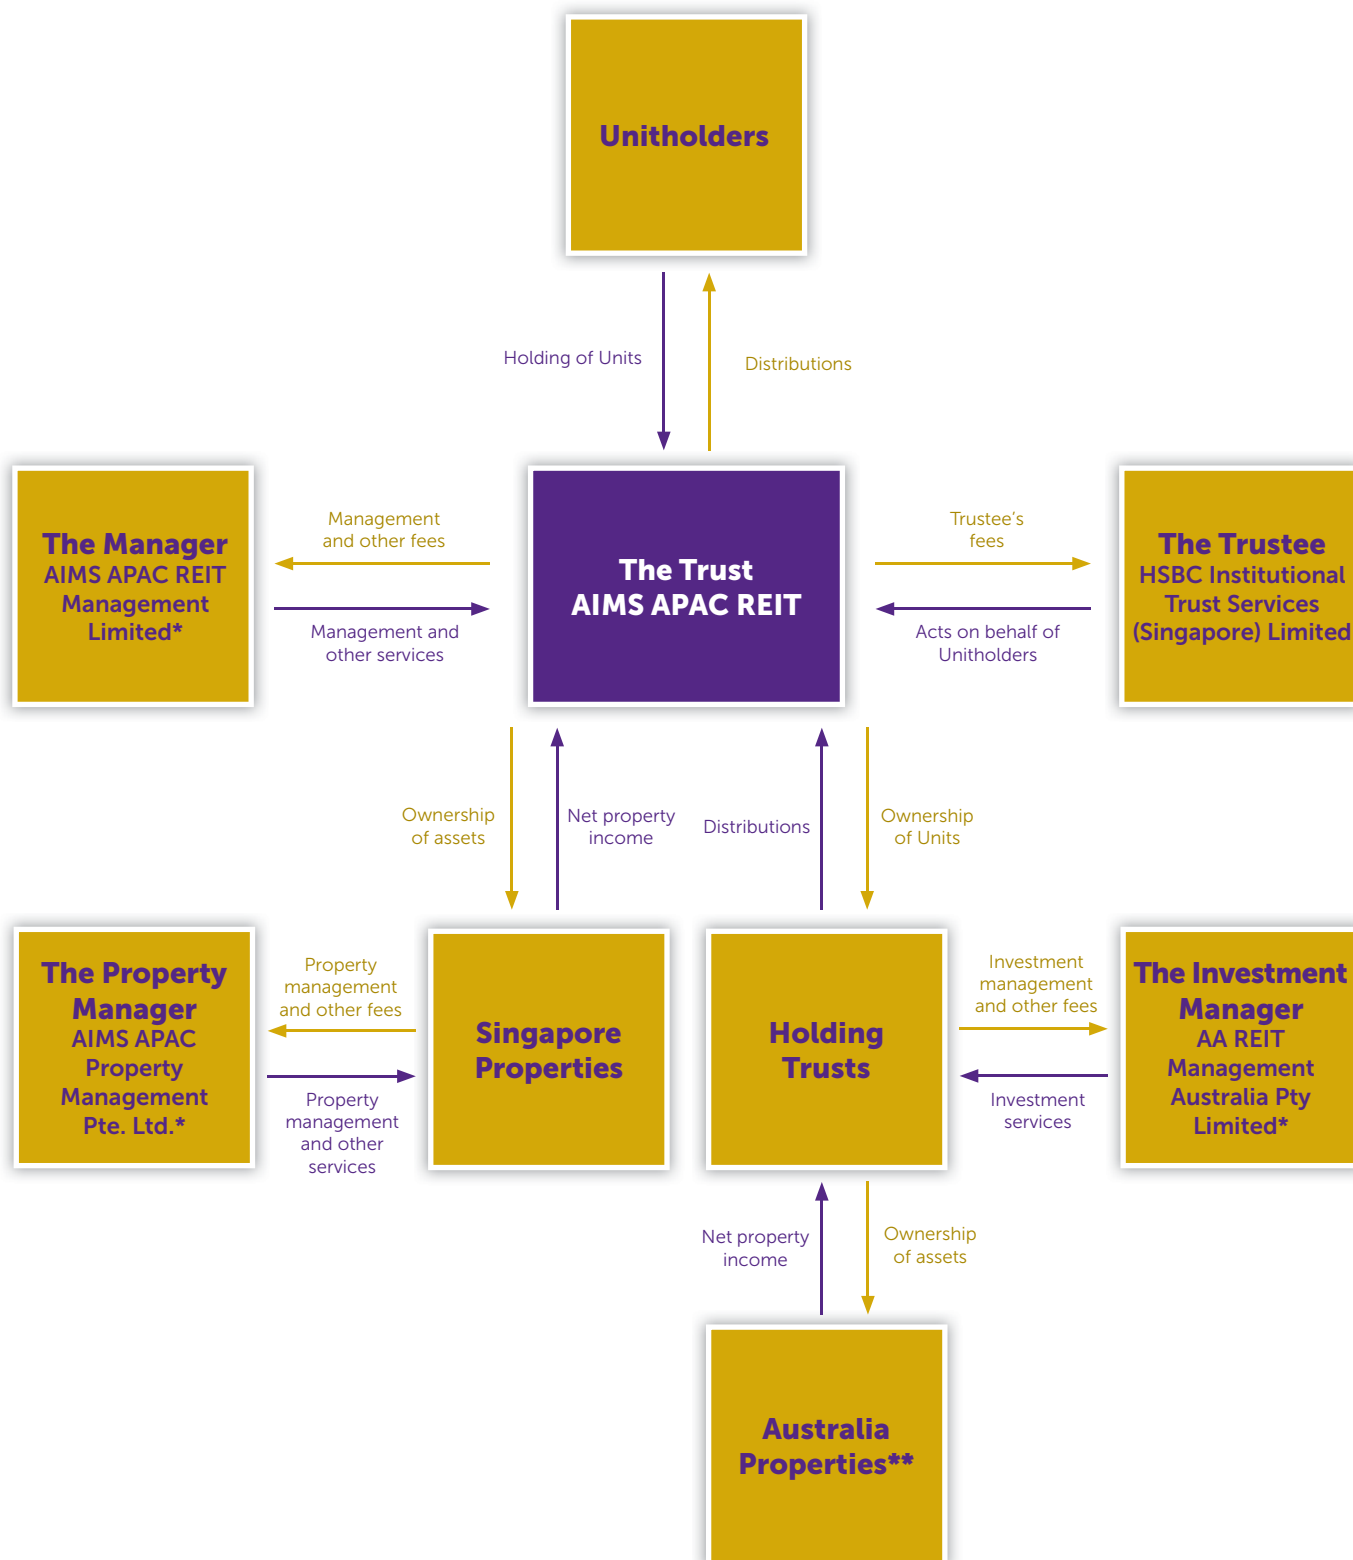 Unitholders
Holding of Units
Distributions
The Manager
AIMS APAC REIT
Management
Limited*
Management
and other fees
Management and
other services
The Trust
AIMS APAC REIT
Trustee's
fees
Acts on behalf of
Unitholders
The Trustee
HSBC Institutional
Trust Services
(Singapore) Limited
Ownership
of assets
Net property
income
Distributions
Ownership
of Units
The Property
Manager
AIMS APAC
Property
Management
Pte. Ltd.*
Property
management
and other fees
Property
management
and other
services
Singapore
Properties
Holding
Trusts
Investment
management
and other fees
Investment
services
The Investment
Manager
AA REIT
Management
Australia Pty
Limited*
Net property
income
Ownership
of assets
Australia
Properties**